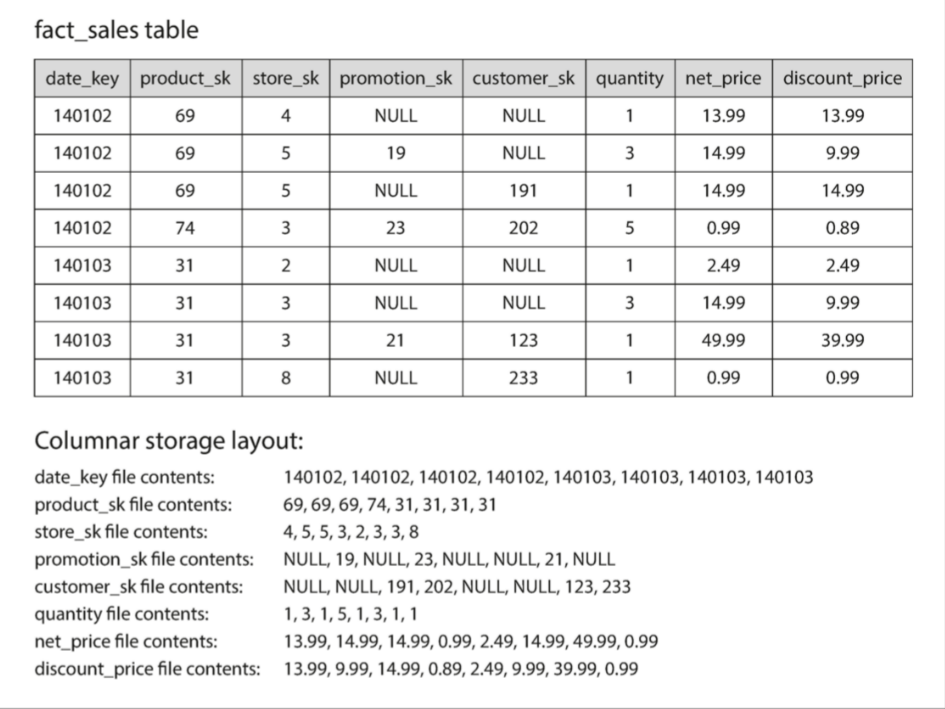 fact_sales table
date_key product_sk store_sk promotion_sk customer_sk quantity net_price discount_price
140102 69 4 NULL NULL 1 13.99 13.99
140102 69 5 19 NULL 3 14.99 9.99
140102 69 5 NULL 191 1 14.99 14.99
140102 74 3 23 202 5 0.99 0.89
140103 31 2 NULL NULL 1 2.49 2.49
140103 31 3 NULL NULL 3 14.99 9.99
140103 31 3 21 123 1 49.99 39.99
140103 31 8 NULL 233 1 0.99 0.99
Columnar storage layout:
date_key file contents: 140102, 140102, 140102, 140102, 140103, 140103, 140103, 140103
product_sk file contents: 69, 69, 69, 74, 31, 31, 31, 31
store_sk file contents: 4, 5, 5, 3, 2, 3, 3, 8
promotion_sk file contents: NULL, 19, NULL, 23, NULL, NULL, 21, NULL
customer_sk file contents: NULL, NULL, 191, 202, NULL, NULL, 123, 233
quantity file contents: 1, 3, 1, 5, 1, 3, 1, 1
net_price file contents: 13.99, 14.99, 14.99, 0.99, 2.49, 14.99, 49.99, 0.99
discount_price file contents: 13.99, 9.99, 14.99, 0.89, 2.49, 9.99, 39.99, 0.99